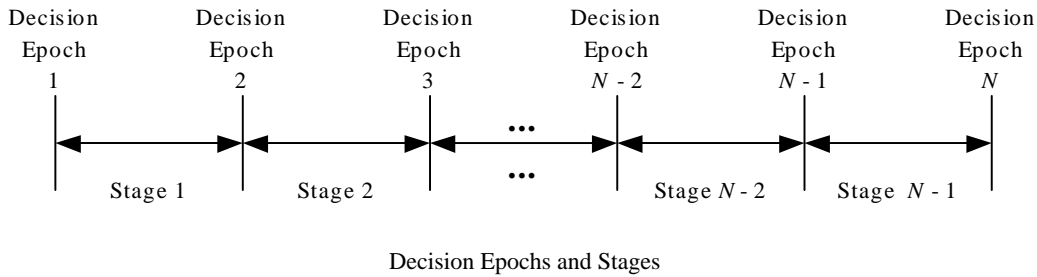 Decision Epoch 1
Decision Epoch 2
Decision Epoch 3
Decision Epoch N - 2
Decision Epoch N - 1
Decision Epoch N
...
...
Stage 1
Stage 2
Stage N - 2
Stage N - 1
Decision Epochs and Stages